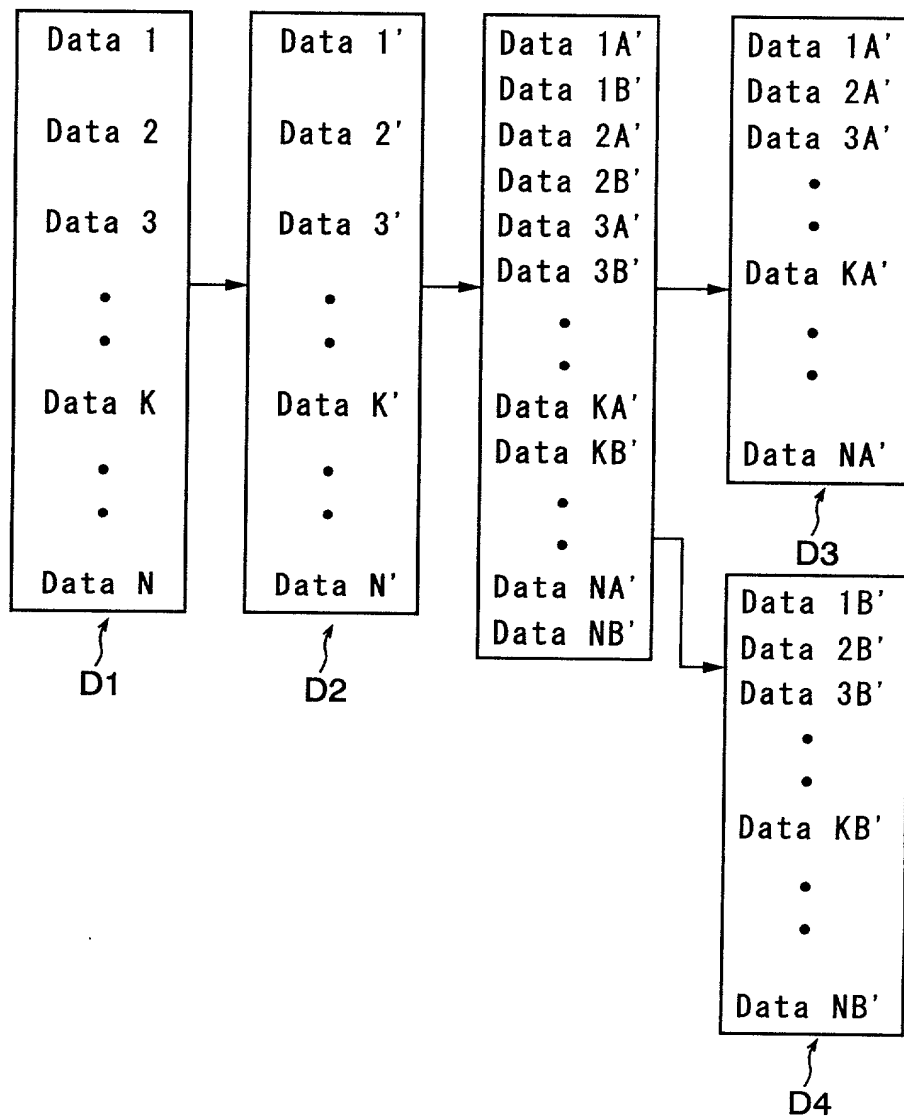 Data 1
Data 2
Data 3
Data K
Data N
D1
Data 1'
Data 2'
Data 3'
Data K'
Data N'
D2
Data 1A'
Data 1B'
Data 2A'
Data 2B'
Data 3A'
Data 3B'
Data KA'
Data KB'
Data NA'
Data NB'
Data 1A'
Data 2A'
Data 3A'
Data KA'
Data NA'
D3
Data 1B'
Data 2B'
Data 3B'
Data KB'
Data NB'
D4